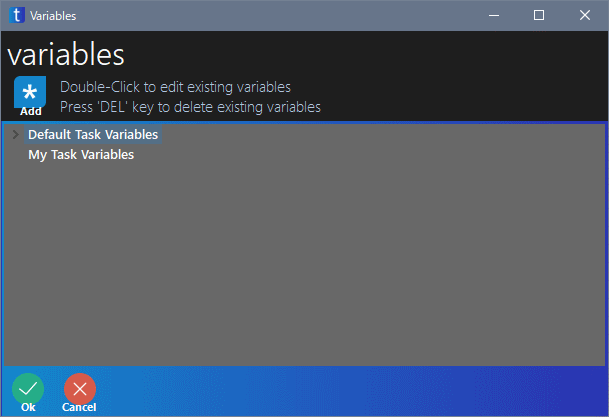 t Variables
variables
* Add
Double-Click to edit existing variables
Press 'DEL' key to delete existing variables
Default Task Variables
My Task Variables
Ok
Cancel